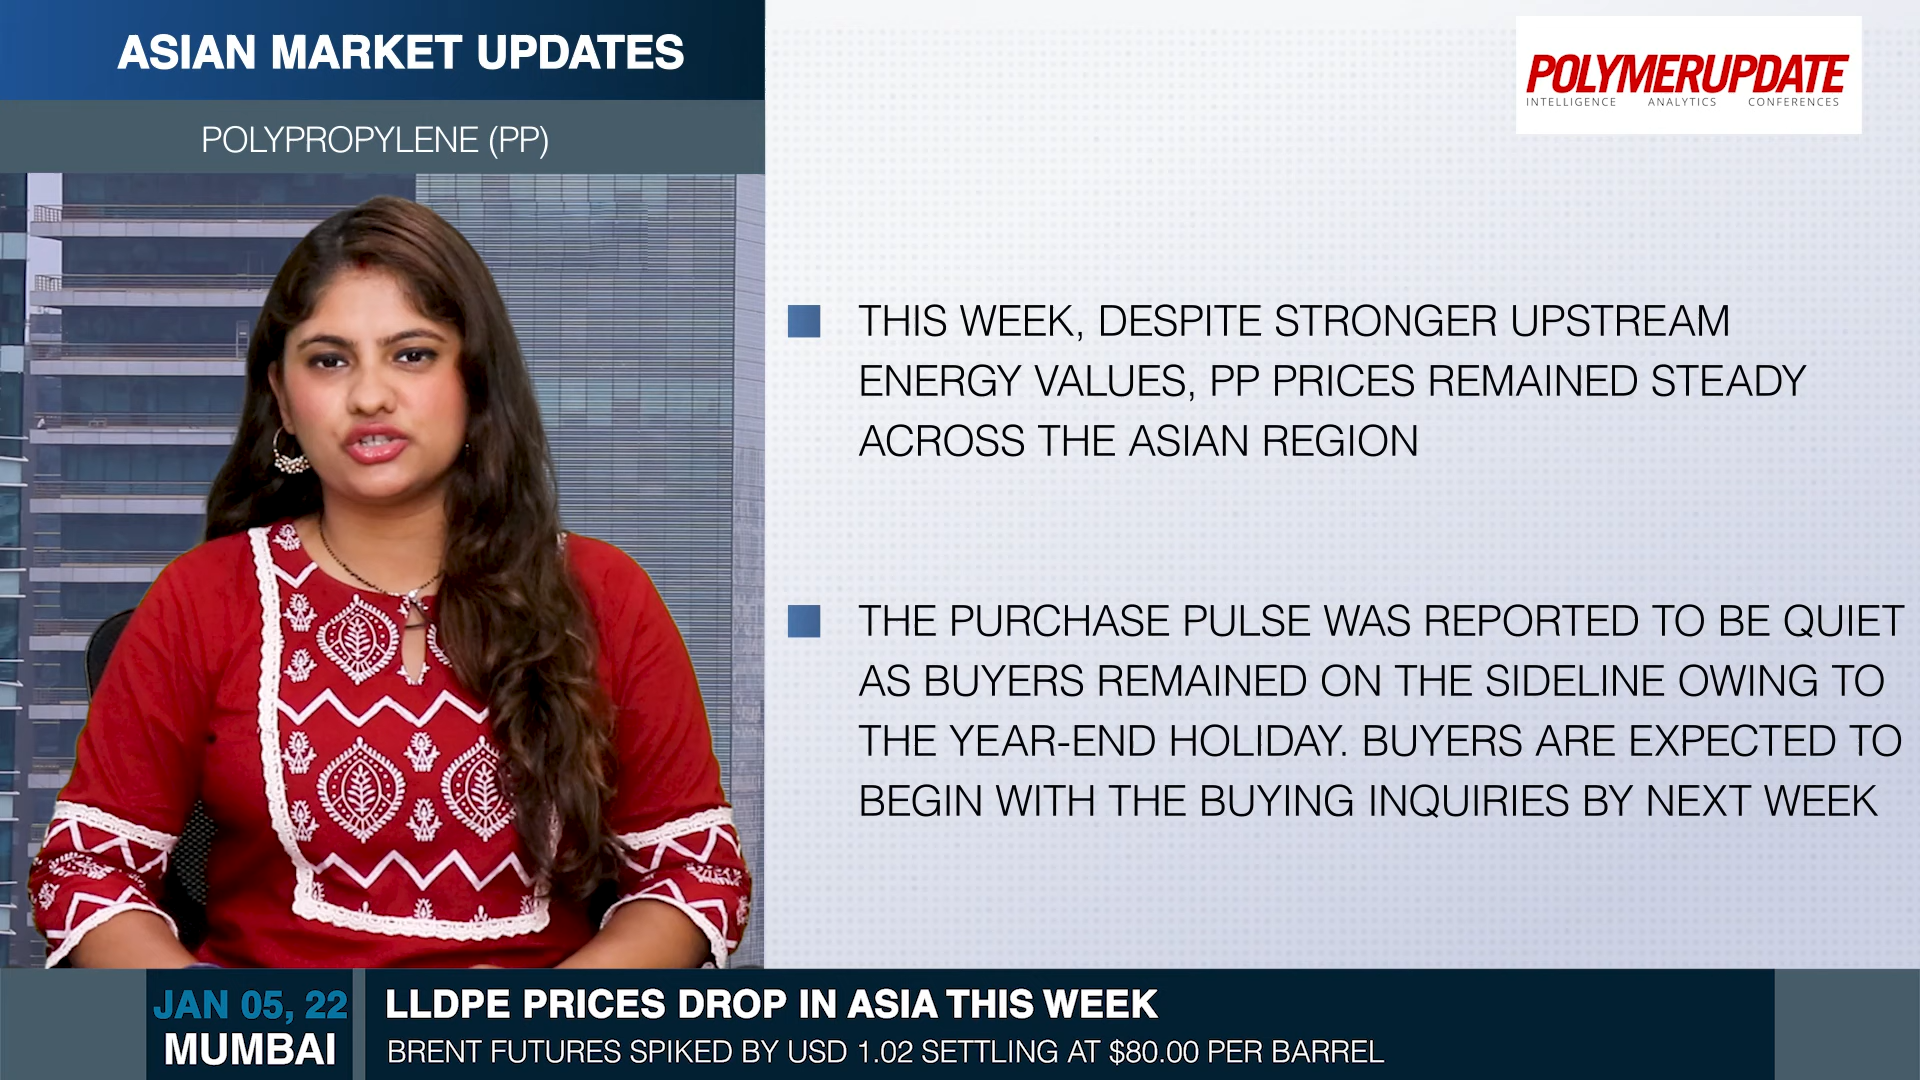 ASIAN MARKET UPDATES
POLYPROPYLENE (PP)
POLYMERUPDATE
INTELLIGENCE ANALYTICS CONFERENCES
THIS WEEK, DESPITE STRONGER UPSTREAM
ENERGY VALUES, PP PRICES REMAINED STEADY
ACROSS THE ASIAN REGION
THE PURCHASE PULSE WAS REPORTED TO BE QUIET
AS BUYERS REMAINED ON THE SIDELINE OWING TO
THE YEAR-END HOLIDAY. BUYERS ARE EXPECTED TO
BEGIN WITH THE BUYING INQUIRIES BY NEXT WEEK
JAN 05, 22
MUMBAI
LLDPE PRICES DROP IN ASIA THIS WEEK
BRENT FUTURES SPIKED BY USD 1.02 SETTLING AT $80.00 PER BARREL